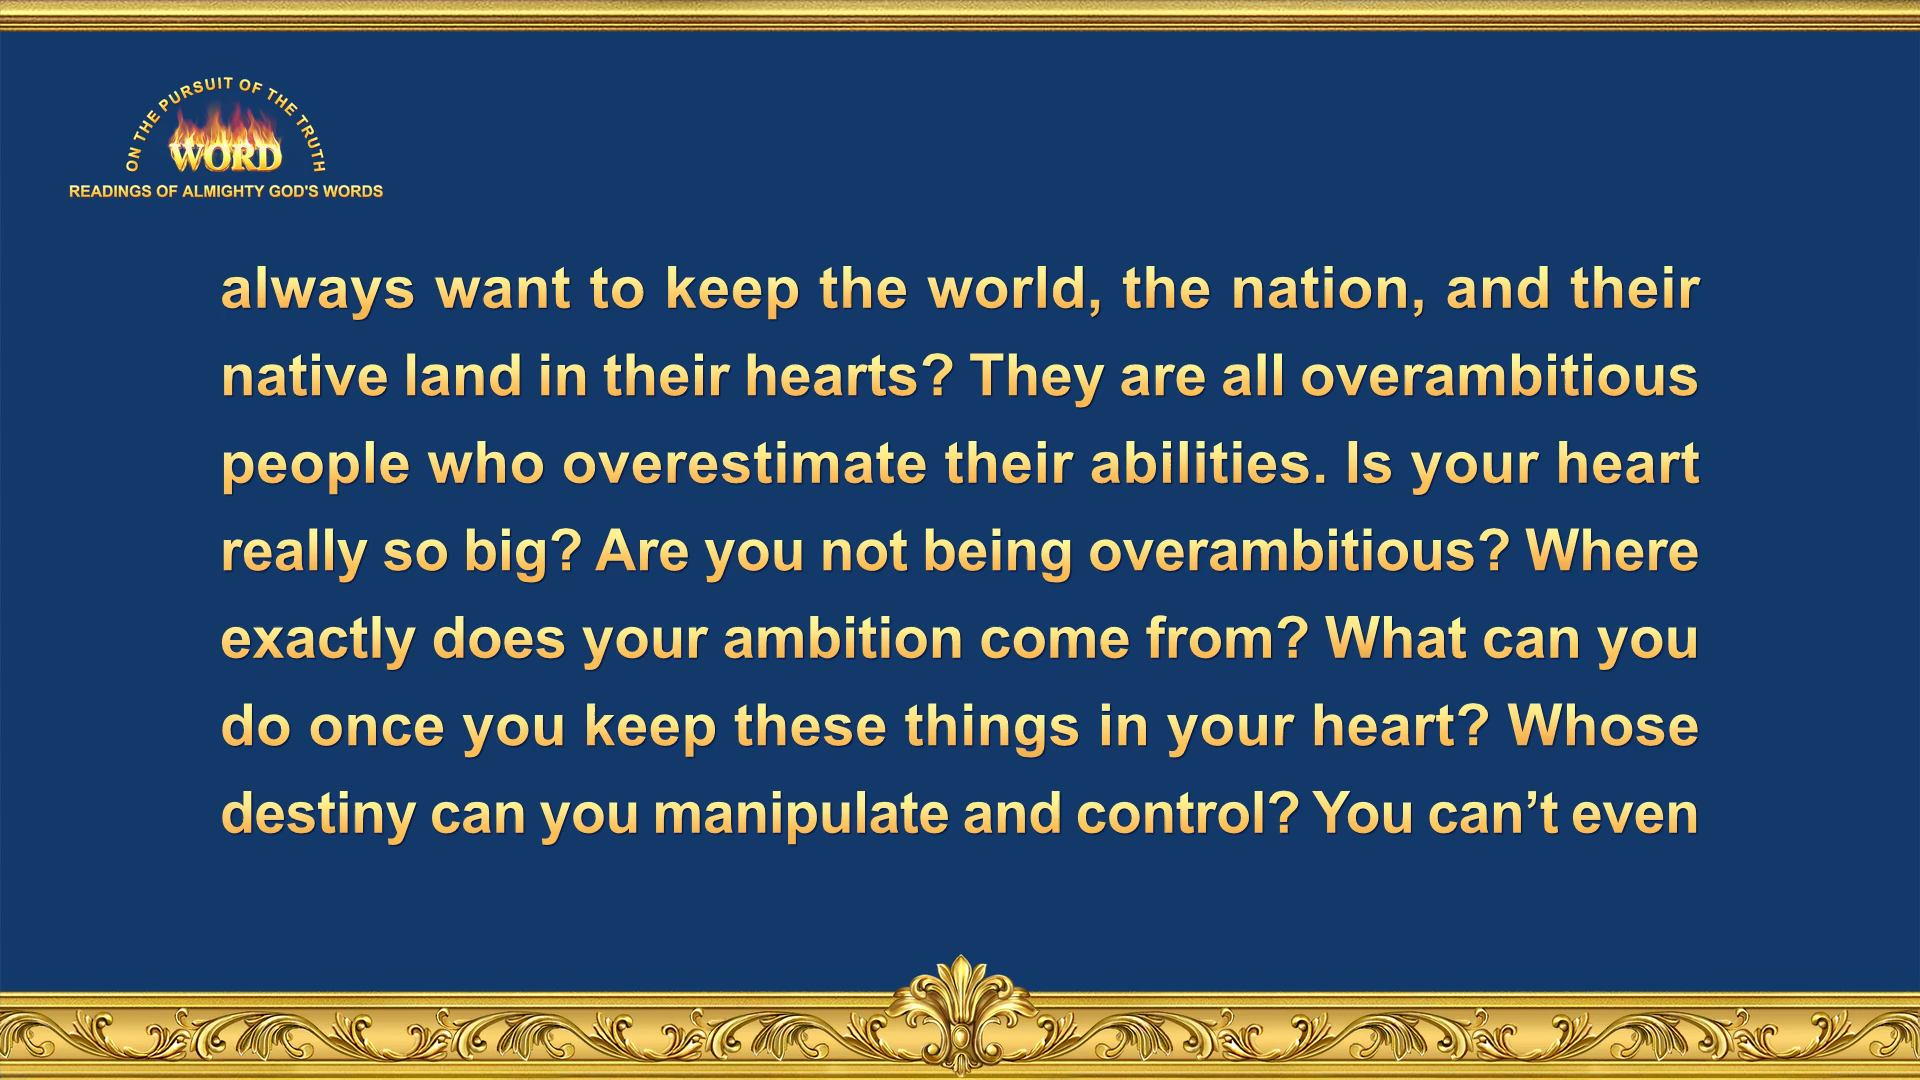 ON THE PURSUIT OF THE TRUTH
WORD
READINGS OF ALMIGHTY GOD'S WORDS
always want to keep the world, the nation, and their
native land in their hearts? They are all overambitious
people who overestimate their abilities. Is your heart
really so big? Are you not being overambitious? Where
exactly does your ambition come from? What can you
do once you keep these things in your heart? Whose
destiny can you manipulate and control? You can’t even